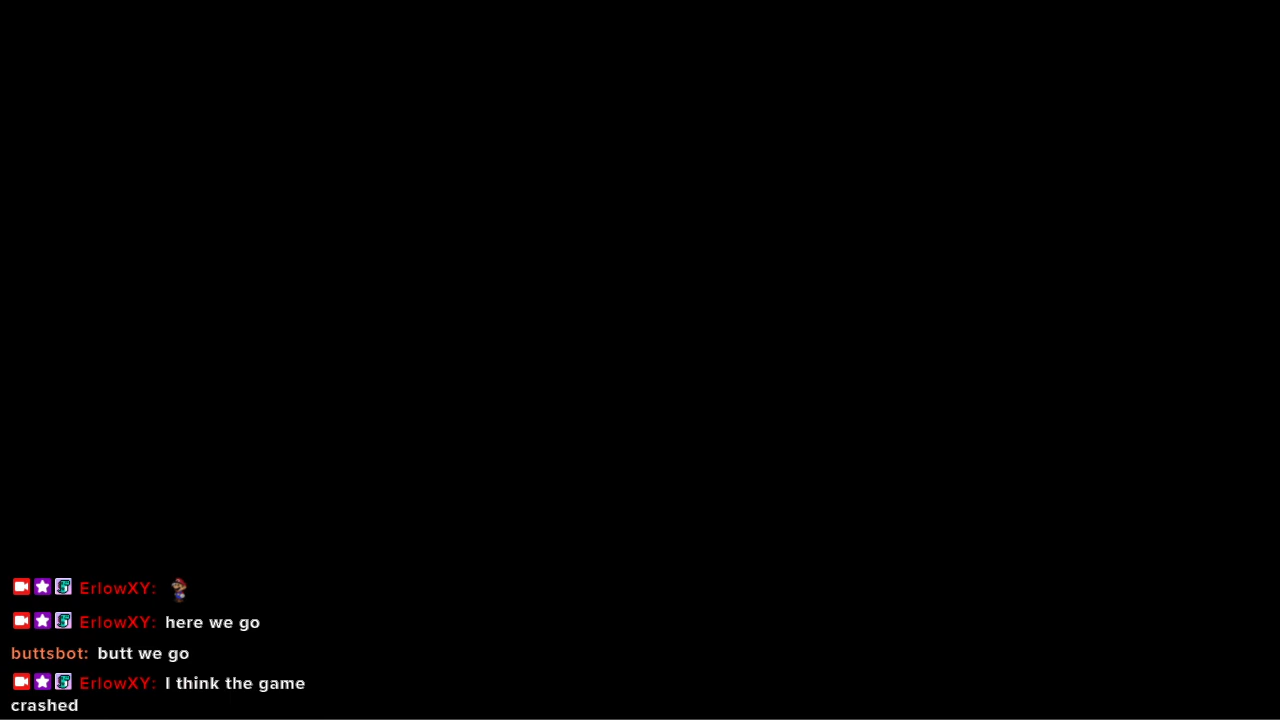 ErlowXY:
ErlowXY: here we go
buttsbot: butt we go
ErlowXY: I think the game
crashed